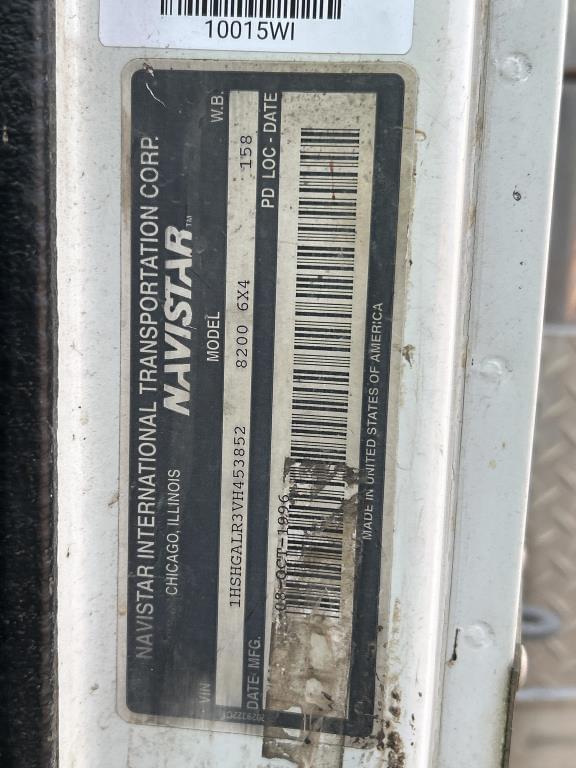 10015WI
NAVISTAR INTERNATIONAL TRANSPORTATION CORP.
CHICAGO, ILLINOIS
NAVISTAR™
VIN MODEL W.B.
1HSHGALR3VH453852 8200 6X4 158
DATE MFG. PD LOC - DATE
08-OCT-1996
MADE IN UNITED STATES OF AMERICA